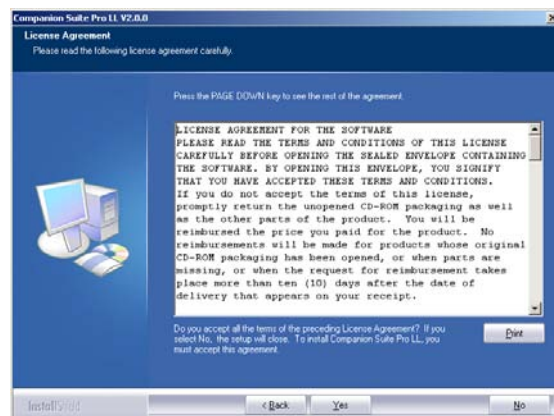 Companion Suite Pro LL V2.0.0
License Agreement
Please read the following license agreement carefully.
Press the PAGE DOWN key to see the rest of the agreement.
LICENSE AGREEMENT FOR THE SOFTWARE
PLEASE READ THE TERMS AND CONDITIONS OF THIS LICENSE
CAREFULLY BEFORE OPENING THE SEALED ENVELOPE CONTAINING
THE SOFTWARE. BY OPENING THIS ENVELOPE, YOU SIGNIFY
THAT YOU HAVE ACCEPTED THESE TERMS AND CONDITIONS.
If you do not accept the terms of this license,
promptly return the unopened CD-ROM packaging as well
as the other parts of the product.  You will be
reimbursed the price you paid for the product.  No
reimbursements will be made for products whose original
CD-ROM packaging has been opened, or when parts are
missing, or when the request for reimbursement takes
place more than ten (10) days after the date of
delivery that appears on your receipt.
Do you accept all the terms of the preceding License Agreement? If you
select No, the setup will close. To install Companion Suite Pro LL, you
must accept this agreement.
Print
InstallShield
< Back
Yes
No